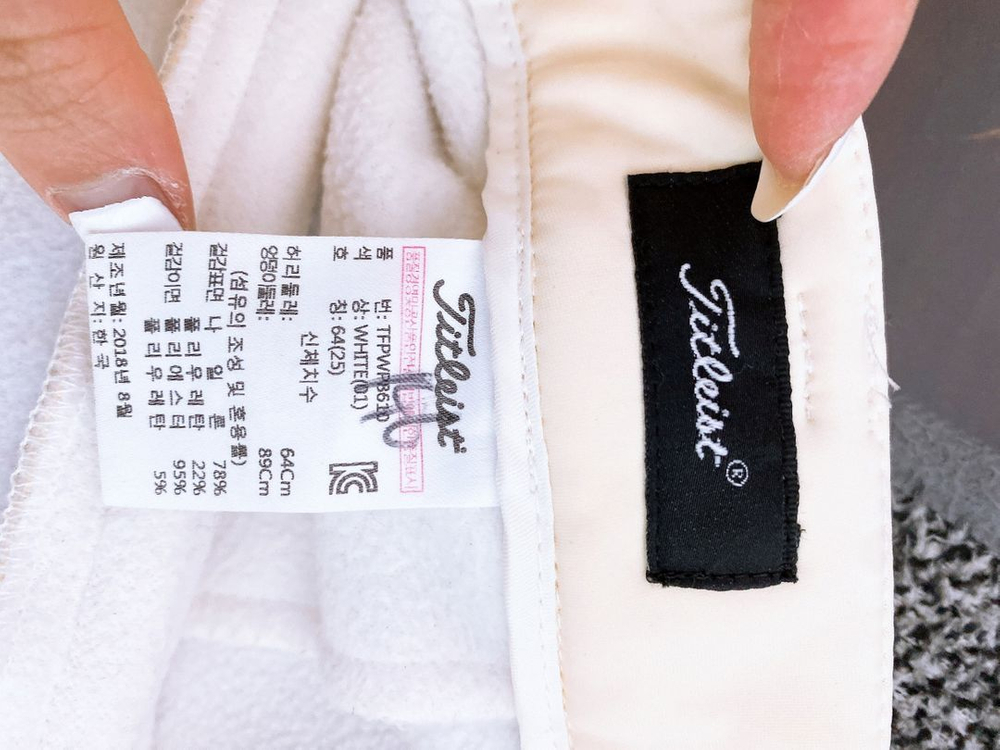 Titleist
품 번:
색 상: WHITE(01)
호 칭: 64(25)
신체치수
허리둘레: 64Cm
엉덩이둘레: 89Cm
(섬유의 조성 및 혼용률)
겉감표면 나 일 론 78%
폴 리 우 레 탄 22%
겉감이면 폴 리 에 스 터 95%
폴 리 우 레 탄 5%
제조년월: 2018년 8월
원 산 지: 한 국
Titleist®